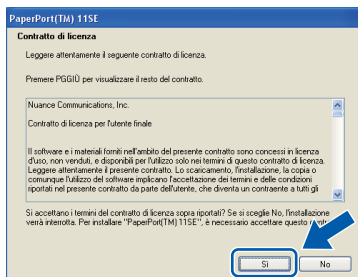 PaperPort(TM) 11SE
Contratto di licenza
Leggere attentamente il seguente contratto di licenza.
Premere PGGIÙ per visualizzare il resto del contratto.
Nuance Communications, Inc.
Contratto di licenza per l'utente finale
Il software e i materiali forniti nell'ambito del presente contratto sono concessi in licenza
d'uso, non venduti, e disponibili per l'utilizzo solo nei termini di questo contratto di licenza.
Leggere attentamente il presente contratto. Lo scaricamento, l'installazione, la copia o
comunque l'utilizzo del software implicano l'accettazione dei termini e delle condizioni
riportati nel presente contratto da parte dell'utente, che diventa un contraente a tutti gli
Si accettano i termini del contratto di licenza sopra riportati? Se si sceglie No, l'installazione
verrà interrotta. Per installare "PaperPort(TM) 11SE", è necessario accettare questo
Sì
No